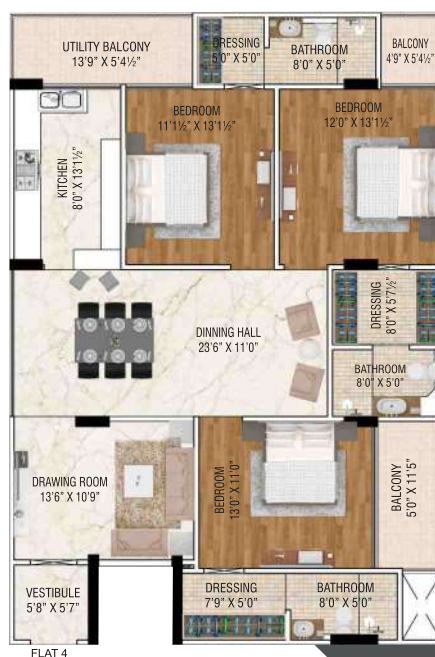 UTILITY BALCONY
13'9" X 5'4½"
DRESSING
5'0" X 5'0"
BATHROOM
8'0" X 5'0"
BALCONY
4'9" X 5'4½"
KITCHEN
8'0" X 13'1½"
BEDROOM
11'1½" X 13'1½"
BEDROOM
12'0" X 13'1½"
DINNING HALL
23'6" X 11'0"
DRESSING
8'0" X 5'7½"
BATHROOM
8'0" X 5'0"
DRAWING ROOM
13'6" X 10'9"
BEDROOM
13'0" X 11'0"
BALCONY
5'0" X 11'5"
VESTIBULE
5'8" X 5'7"
DRESSING
7'9" X 5'0"
BATHROOM
8'0" X 5'0"
FLAT 4